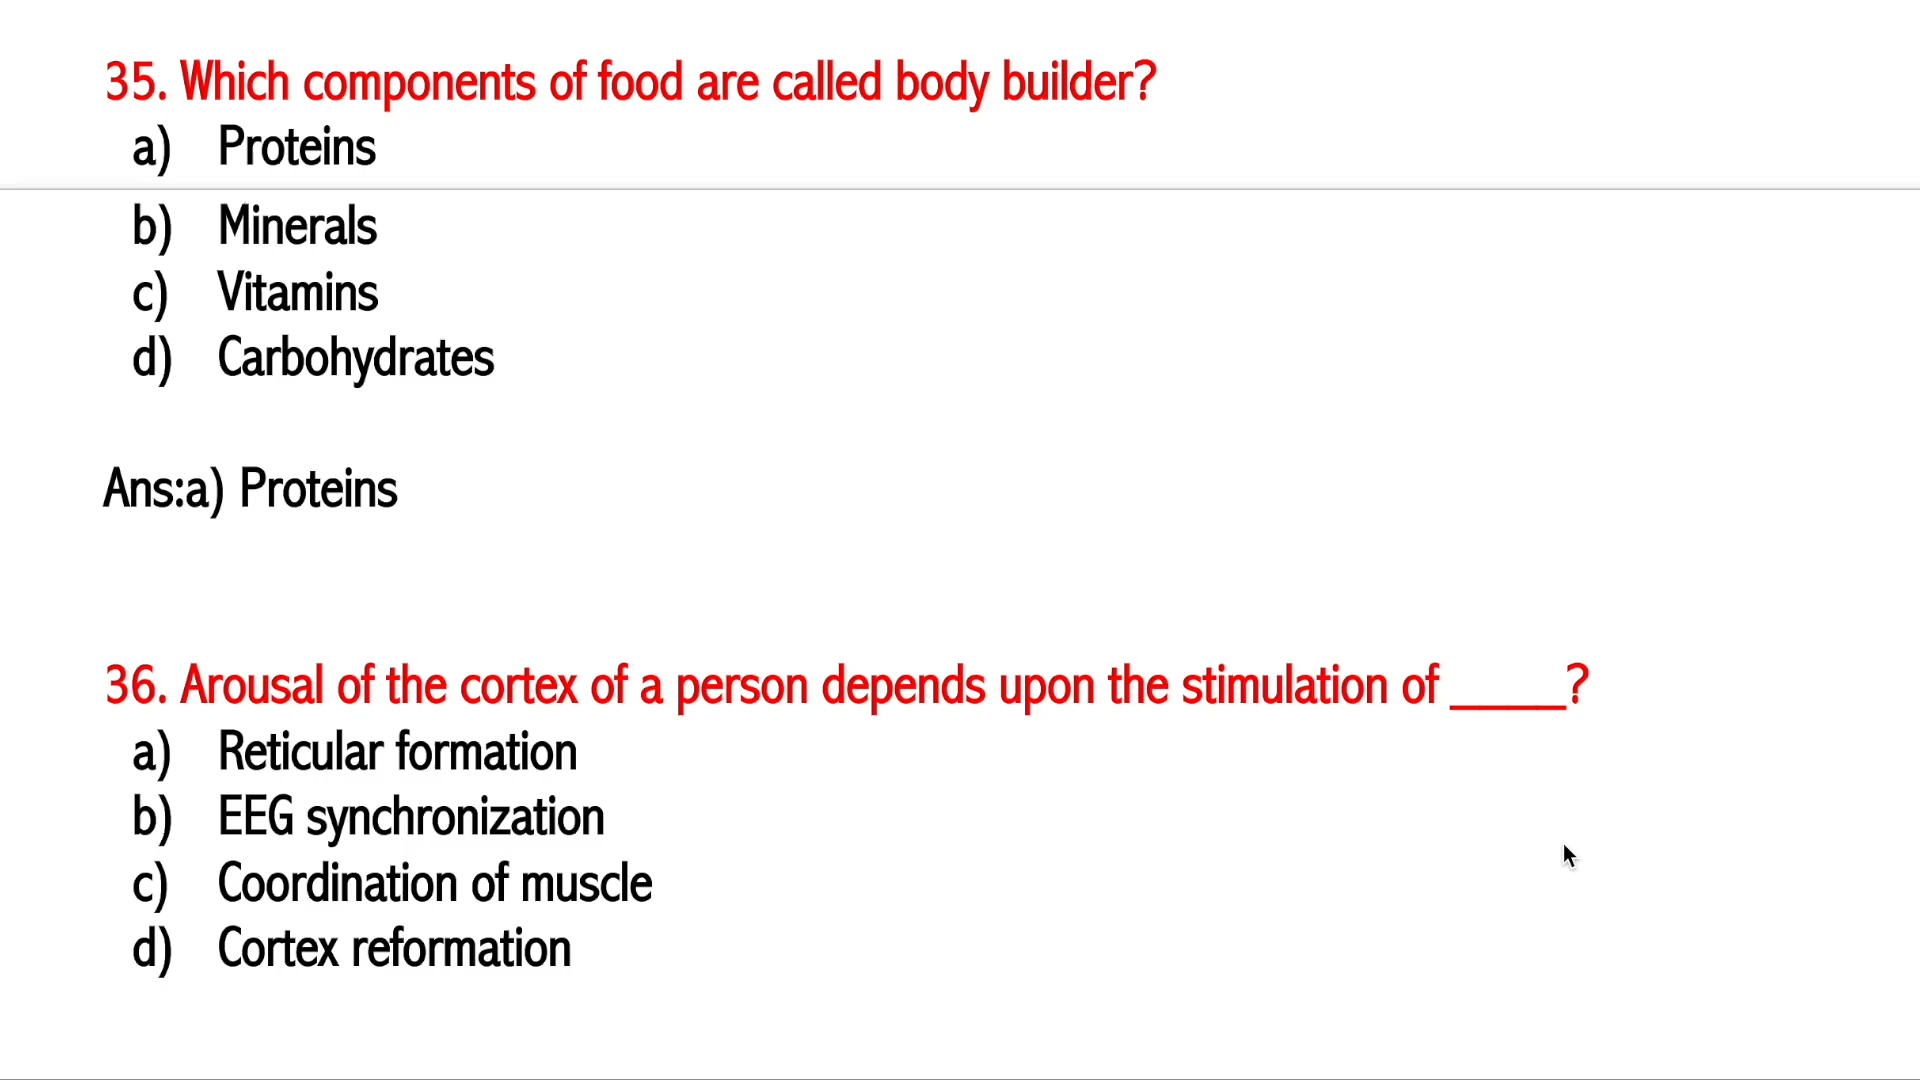 35. Which components of food are called body builder?
a) Proteins
b) Minerals
c) Vitamins
d) Carbohydrates
Ans:a) Proteins
36. Arousal of the cortex of a person depends upon the stimulation of ____?
a) Reticular formation
b) EEG synchronization
c) Coordination of muscle
d) Cortex reformation